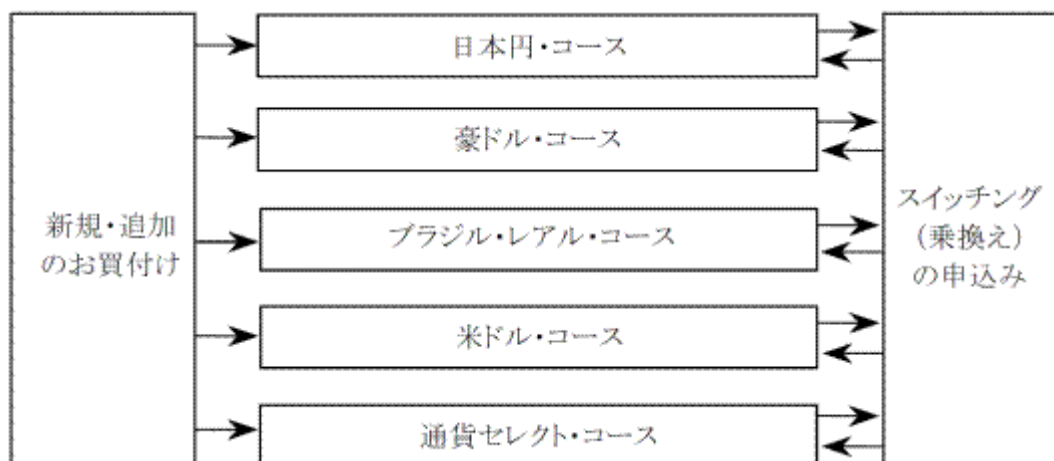 新規・追加
のお買付け
日本円・コース
豪ドル・コース
ブラジル・レアル・コース
米ドル・コース
通貨セレクト・コース
スイッチング
(乗換え)
の申込み